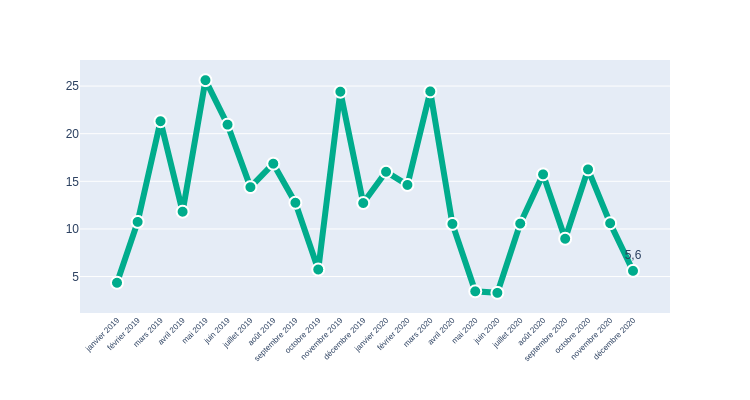 25
20
15
10
5
5,6
janvier 2019
février 2019
mars 2019
avril 2019
mai 2019
juin 2019
juillet 2019
août 2019
septembre 2019
octobre 2019
novembre 2019
décembre 2019
janvier 2020
février 2020
mars 2020
avril 2020
mai 2020
juin 2020
juillet 2020
août 2020
septembre 2020
octobre 2020
novembre 2020
décembre 2020